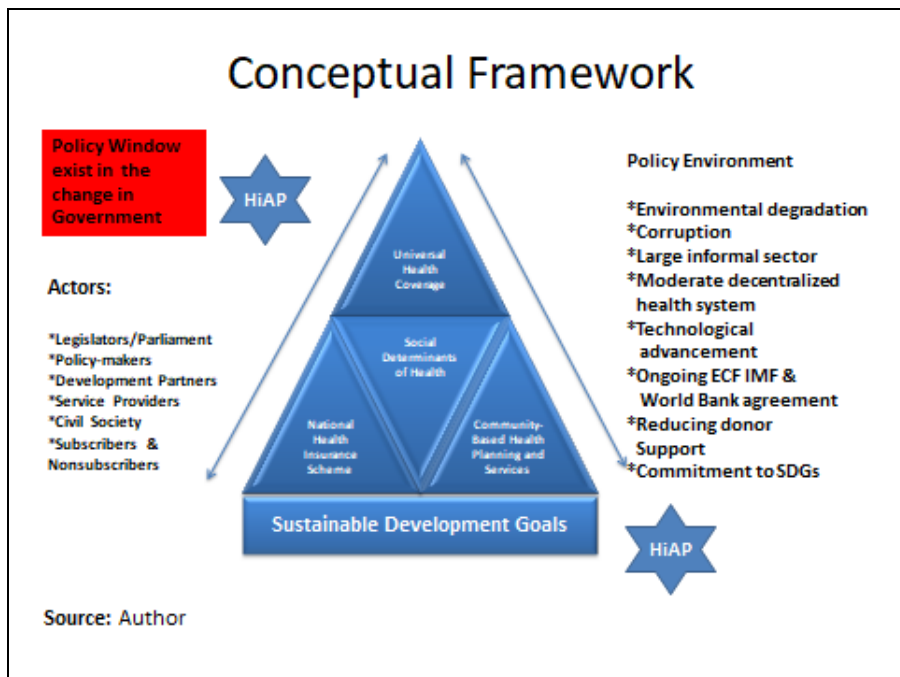 Conceptual Framework
Policy Window
exist in the
change in
Government
HiAP
Actors:
*Legislators/Parliament
*Policy-makers
*Development Partners
*Service Providers
*Civil Society
*Subscribers &
Nonsubscribers
Universal
Health
Coverage
Social
Determinants
of Health
National
Health
Insurance
Scheme
Community-
Based Health
Planning and
Services
Sustainable Development Goals
Policy Environment
*Environmental degradation
*Corruption
*Large informal sector
*Moderate decentralized
health system
*Technological
advancement
*Ongoing ECF IMF &
World Bank agreement
*Reducing donor
Support
*Commitment to SDGs
HiAP
Source: Author